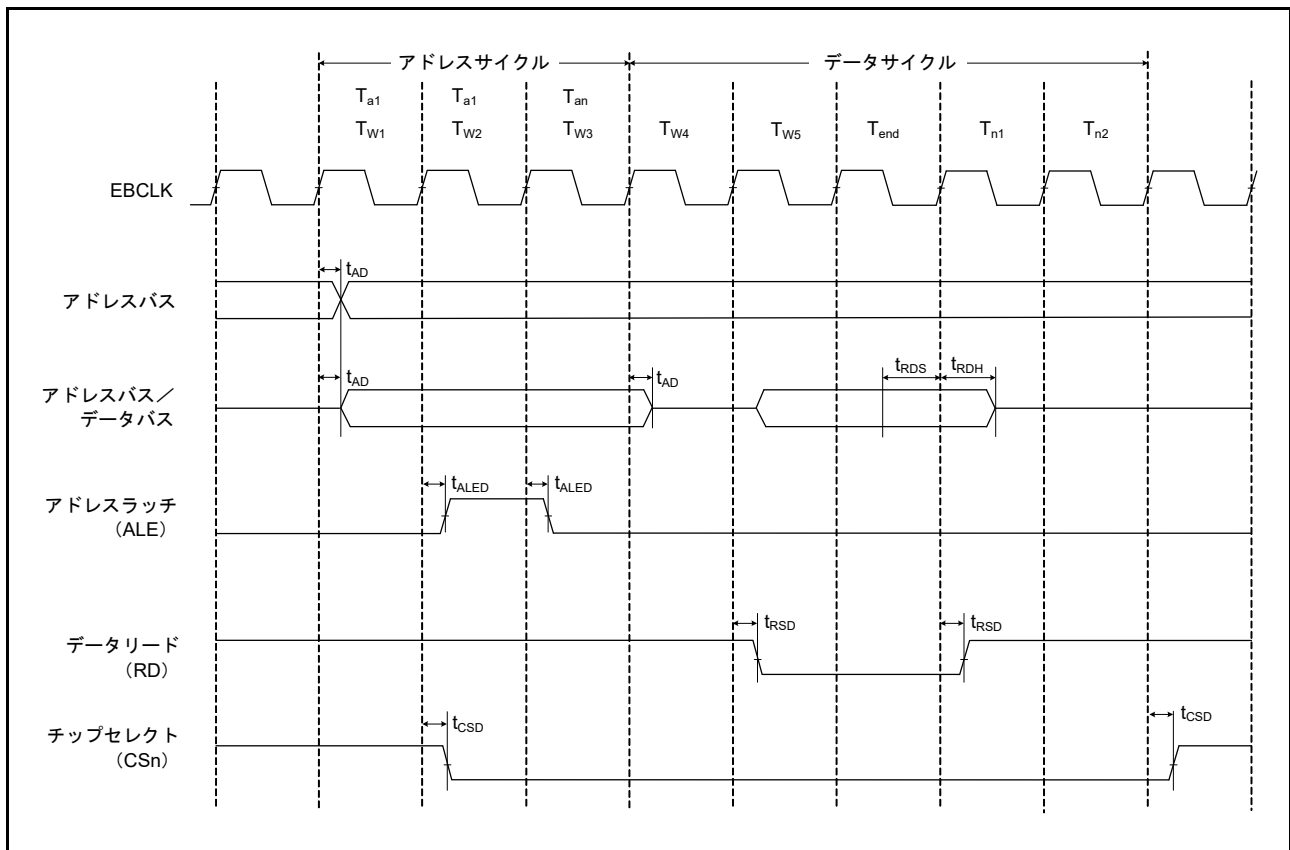 アドレスサイクル データサイクル
Ta1 Ta1 Tan
TW1 TW2 TW3 TW4 TW5 Tend Tn1 Tn2
EBCLK
tAD
アドレスバス
tAD tAD tRDS tRDH
アドレスバス／
データバス
tALED tALED
アドレスラッチ
（ALE）
tRSD tRSD
データリード
（RD）
tCSD tCSD
チップセレクト
（CSn）